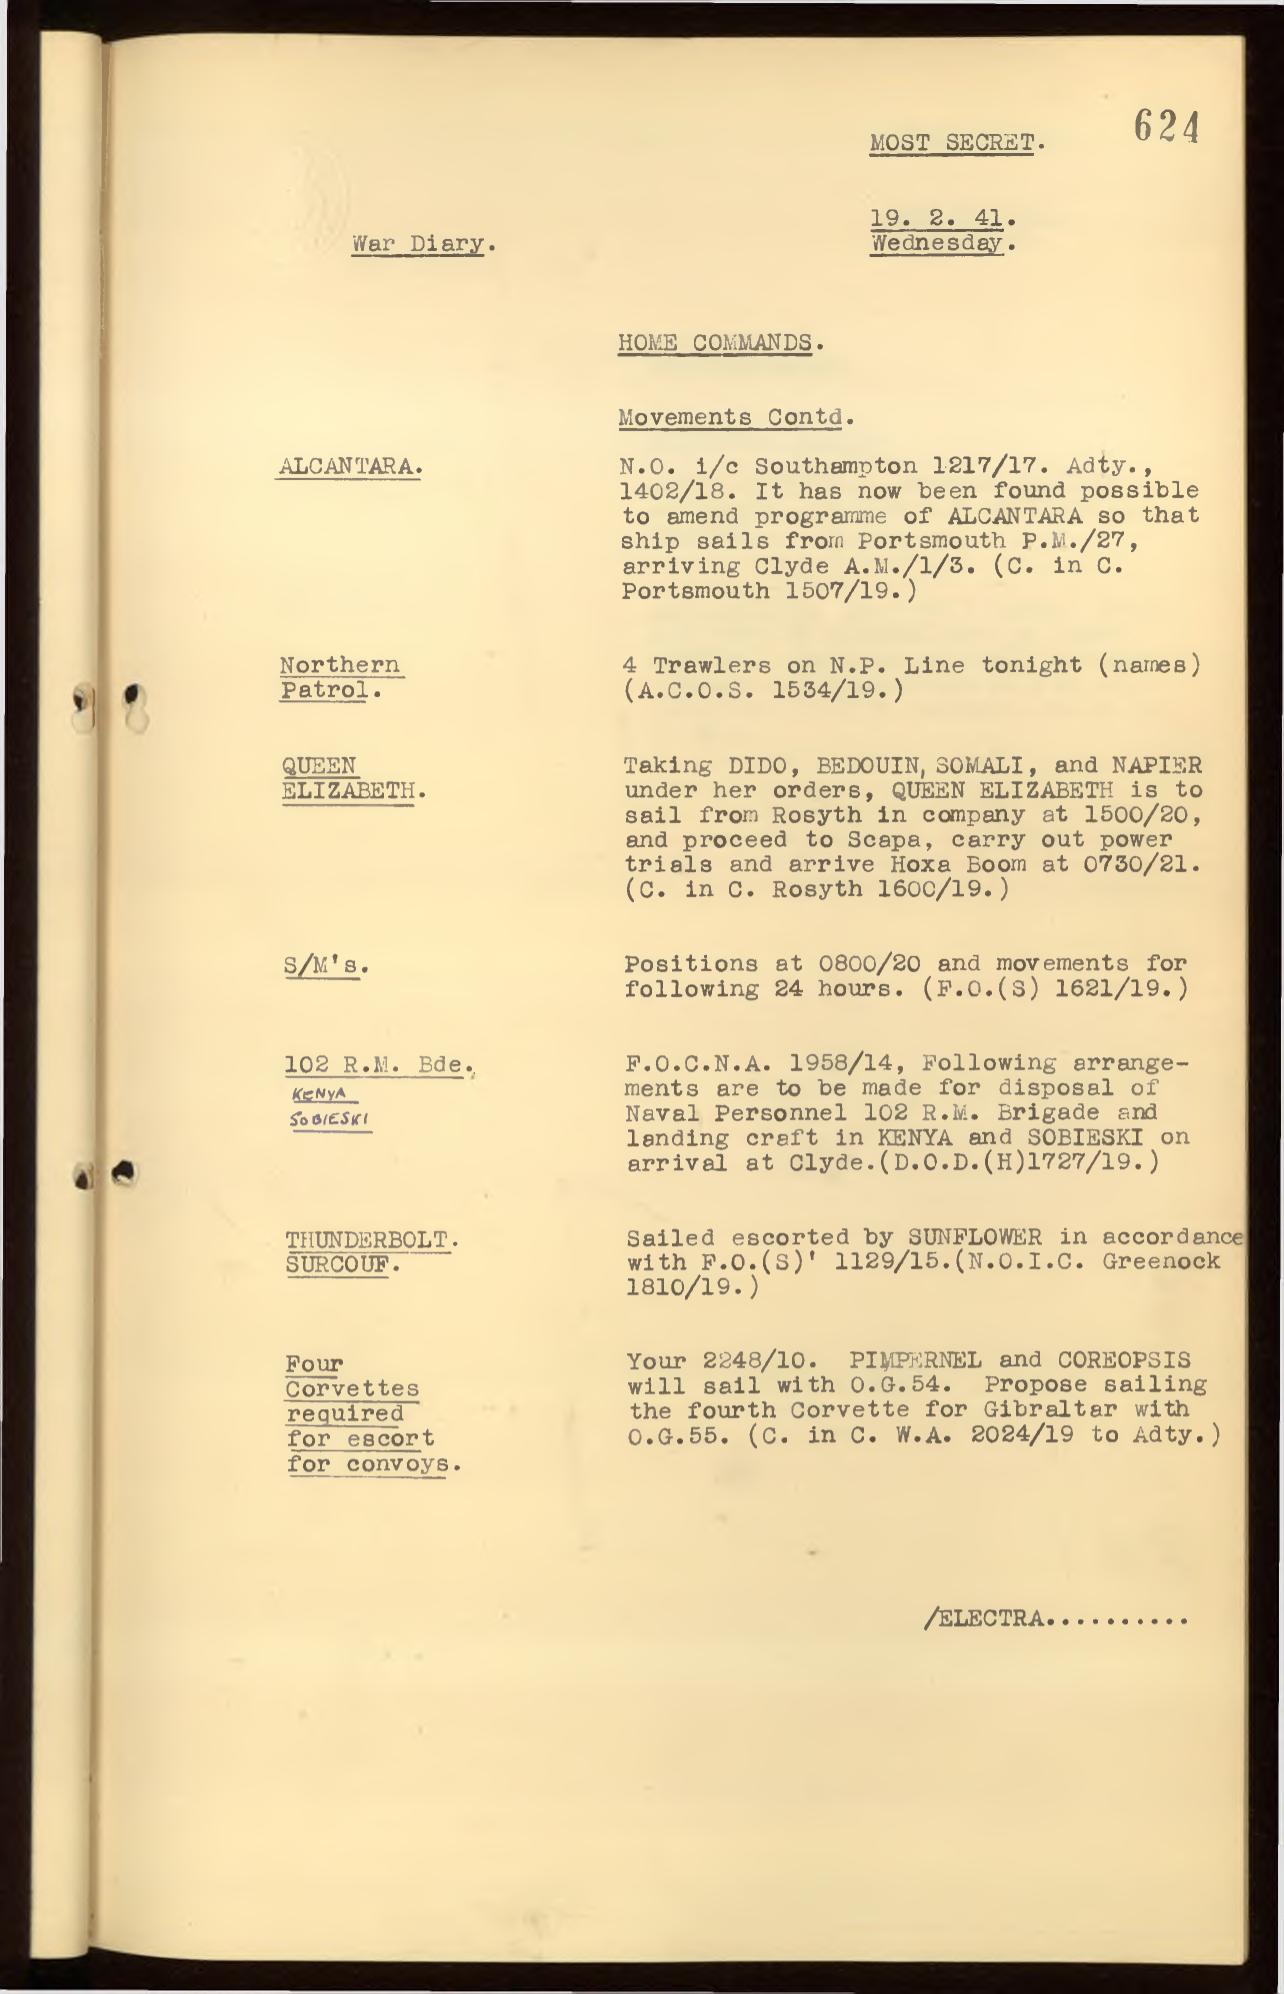 624
MOST SECRET.
19. 2. 41.
War Diary.
Wednesday.
HOME COMMANDS.
Movements Contd.
ALCANTARA.
N.O. i/c Southampton 1217/17. Adty.,
1402/18. It has now been found possible
to amend programme of ALCANTARA so that
ship sails from Portsmouth P.M./27,
arriving Clyde A.M./1/3. (C. in C.
Portsmouth 1507/19.)
Northern
Patrol.
4 Trawlers on N.P. Line tonight (names)
(A.C.O.S. 1534/19.)
QUEEN
ELIZABETH.
Taking DIDO, BEDOUIN, SOMALI, and NAPIER
under her orders, QUEEN ELIZABETH is to
sail from Rosyth in company at 1500/20,
and proceed to Scapa, carry out power
trials and arrive Hoxa Boom at 0730/21.
(C. in C. Rosyth 1600/19.)
S/M's.
Positions at 0800/20 and movements for
following 24 hours. (F.O.(S) 1621/19.)
102 R.M. Bde.,
KENYA
SOBIESKI
F.O.C.N.A. 1958/14, Following arrange-
ments are to be made for disposal of
Naval Personnel 102 R.M. Brigade and
landing craft in KENYA and SOBIESKI on
arrival at Clyde.(D.O.D.(H)1727/19.)
THUNDERBOLT.
SURCOUF.
Sailed escorted by SUNFLOWER in accordance
with F.O.(S)' 1129/15.(N.O.I.C. Greenock
1810/19.)
Four
Corvettes
required
for escort
for convoys.
Your 2248/10. PIMPERNEL and COREOPSIS
will sail with O.G.54. Propose sailing
the fourth Corvette for Gibraltar with
O.G.55. (C. in C. W.A. 2024/19 to Adty.)
/ELECTRA..........